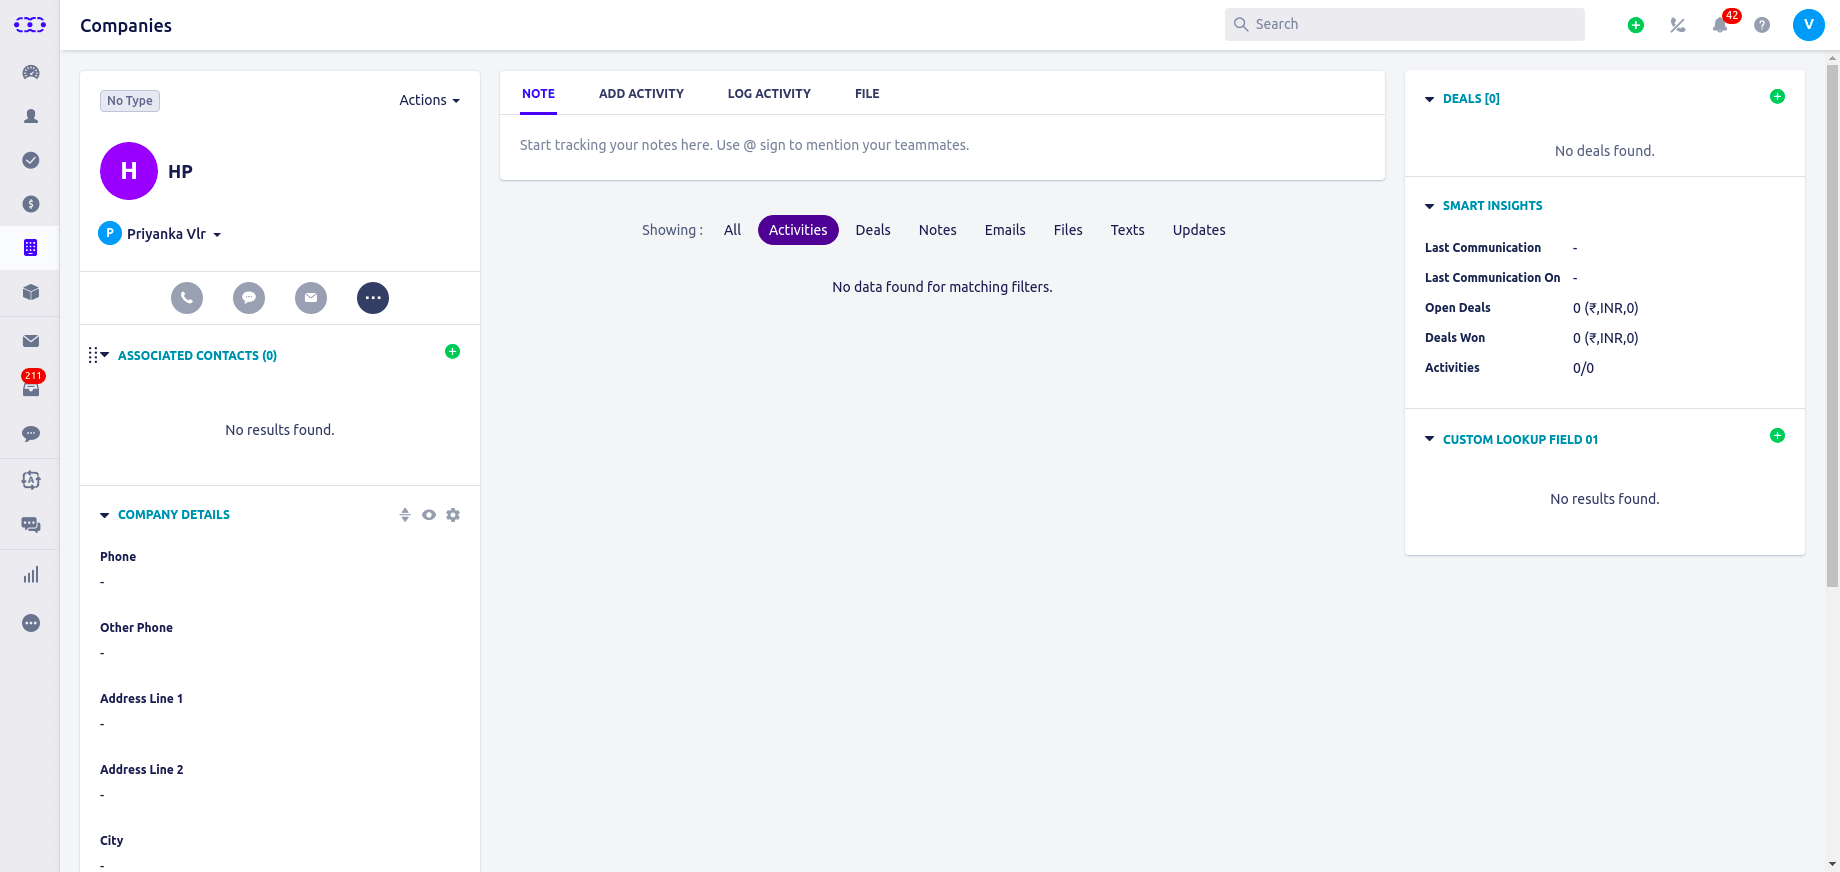 Companies
Search
42
V
211
No Type
Actions
H
HP
P
Priyanka Vlr
ASSOCIATED CONTACTS (0)
No results found.
COMPANY DETAILS
Phone
-
Other Phone
-
Address Line 1
-
Address Line 2
-
City
-
NOTE ADD ACTIVITY LOG ACTIVITY FILE
Start tracking your notes here. Use @ sign to mention your teammates.
Showing : All Activities Deals Notes Emails Files Texts Updates
No data found for matching filters.
DEALS [0]
No deals found.
SMART INSIGHTS
Last Communication -
Last Communication On -
Open Deals 0 (₹,INR,0)
Deals Won 0 (₹,INR,0)
Activities 0/0
CUSTOM LOOKUP FIELD 01
No results found.